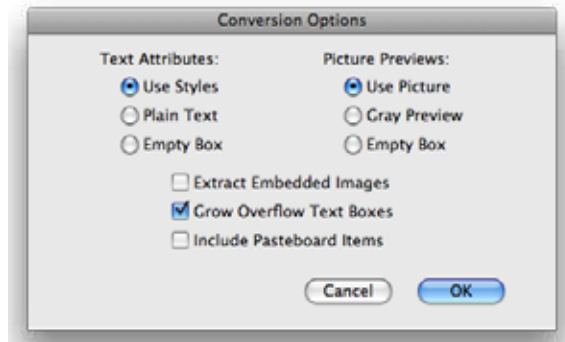 Conversion Options
Text Attributes: Picture Previews:
Use Styles Use Picture
Plain Text Gray Preview
Empty Box Empty Box
Extract Embedded Images
Grow Overflow Text Boxes
Include Pasteboard Items
Cancel OK